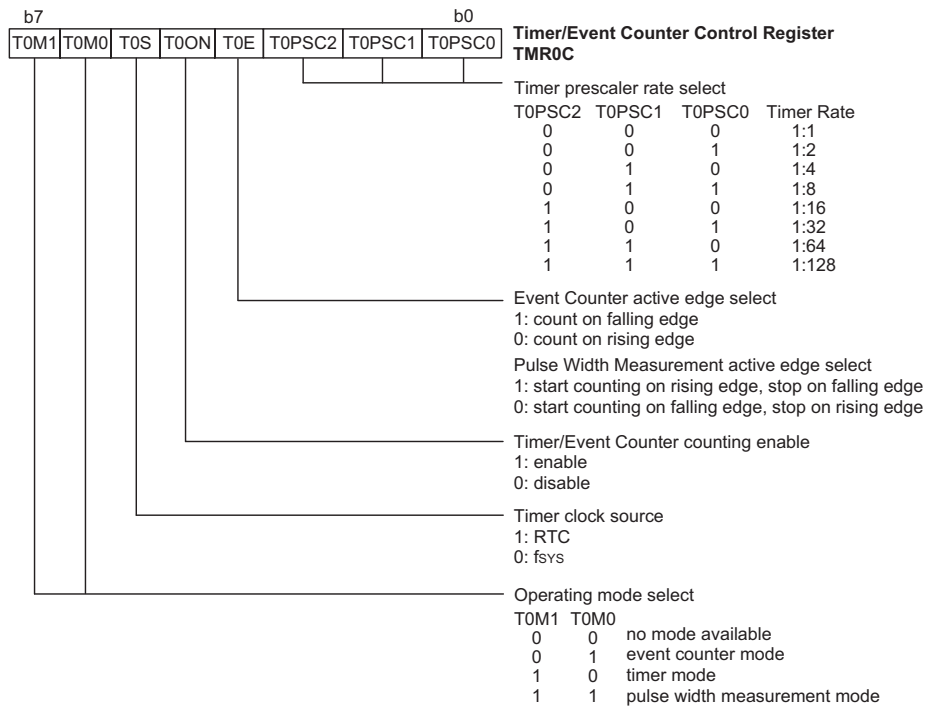 b7 b0
T0M1 T0M0 T0S T0ON T0E T0PSC2 T0PSC1 T0PSC0
Timer/Event Counter Control Register
TMR0C
Timer prescaler rate select
T0PSC2 T0PSC1 T0PSC0 Timer Rate
0 0 0 1:1
0 0 1 1:2
0 1 0 1:4
0 1 1 1:8
1 0 0 1:16
1 0 1 1:32
1 1 0 1:64
1 1 1 1:128
Event Counter active edge select
1: count on falling edge
0: count on rising edge
Pulse Width Measurement active edge select
1: start counting on rising edge, stop on falling edge
0: start counting on falling edge, stop on rising edge
Timer/Event Counter counting enable
1: enable
0: disable
Timer clock source
1: RTC
0: fSYS
Operating mode select
T0M1 T0M0
0 0 no mode available
0 1 event counter mode
1 0 timer mode
1 1 pulse width measurement mode